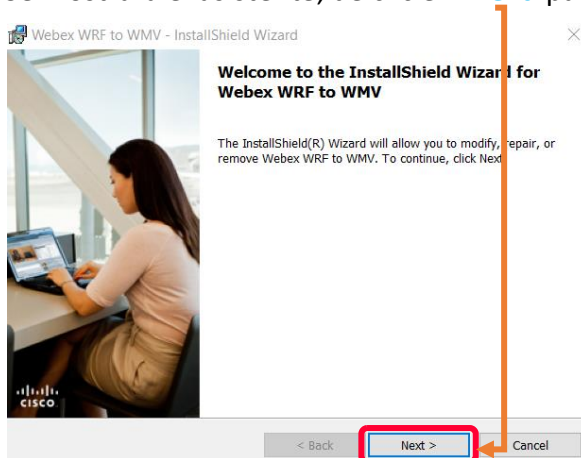 Webex WRF to WMV - InstallShield Wizard
Welcome to the InstallShield Wizard for
Webex WRF to WMV
The InstallShield(R) Wizard will allow you to modify, repair, or
remove Webex WRF to WMV. To continue, click Next
CISCO
< Back Next > Cancel